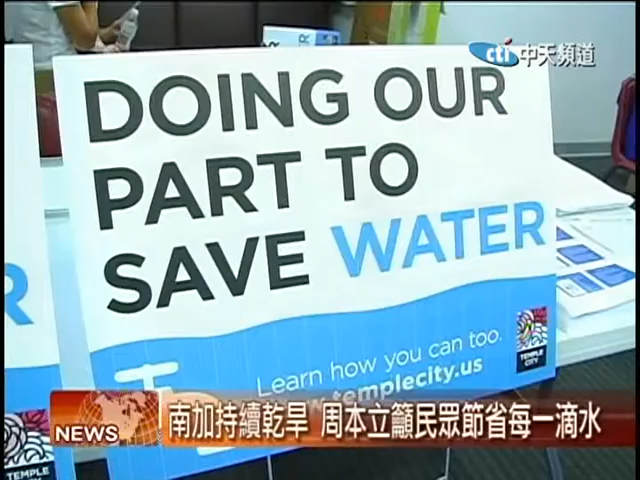 cti 中天頻道
DOING OUR
PART TO
SAVE WATER
R
Learn how you can too.
www.templecity.us
TEMPLE
CITY
NEWS
南加持續乾旱 周本立籲民眾節省每一滴水
TEMPLE